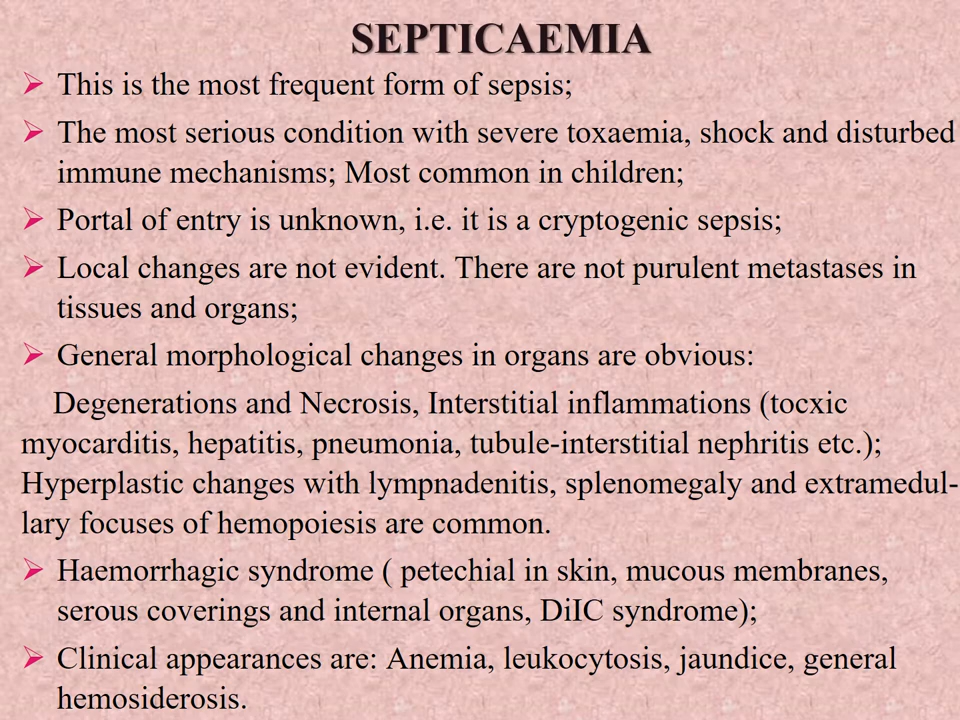 SEPTICAEMIA
This is the most frequent form of sepsis;
The most serious condition with severe toxaemia, shock and disturbed
immune mechanisms; Most common in children;
Portal of entry is unknown, i.e. it is a cryptogenic sepsis;
Local changes are not evident. There are not purulent metastases in
tissues and organs;
General morphological changes in organs are obvious:
Degenerations and Necrosis, Interstitial inflammations (tocxic
myocarditis, hepatitis, pneumonia, tubule-interstitial nephritis etc.);
Hyperplastic changes with lympnadenitis, splenomegaly and extramedul-
lary focuses of hemopoiesis are common.
Haemorrhagic syndrome ( petechial in skin, mucous membranes,
serous coverings and internal organs, DiIC syndrome);
Clinical appearances are: Anemia, leukocytosis, jaundice, general
hemosiderosis.